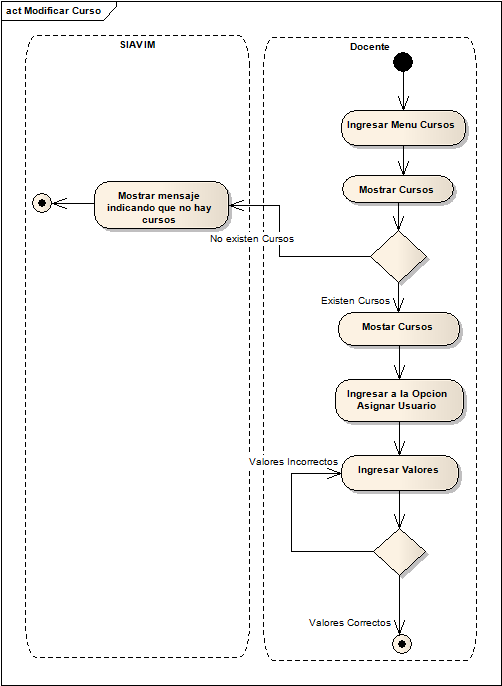 act Modificar Curso
SIAVIM
Docente
Ingresar Menu Cursos
Mostrar Cursos
Mostrar mensaje
indicando que no hay
cursos
No existen Cursos
Existen Cursos
Mostar Cursos
Ingresar a la Opcion
Asignar Usuario
Valores Incorrectos
Ingresar Valores
Valores Correctos